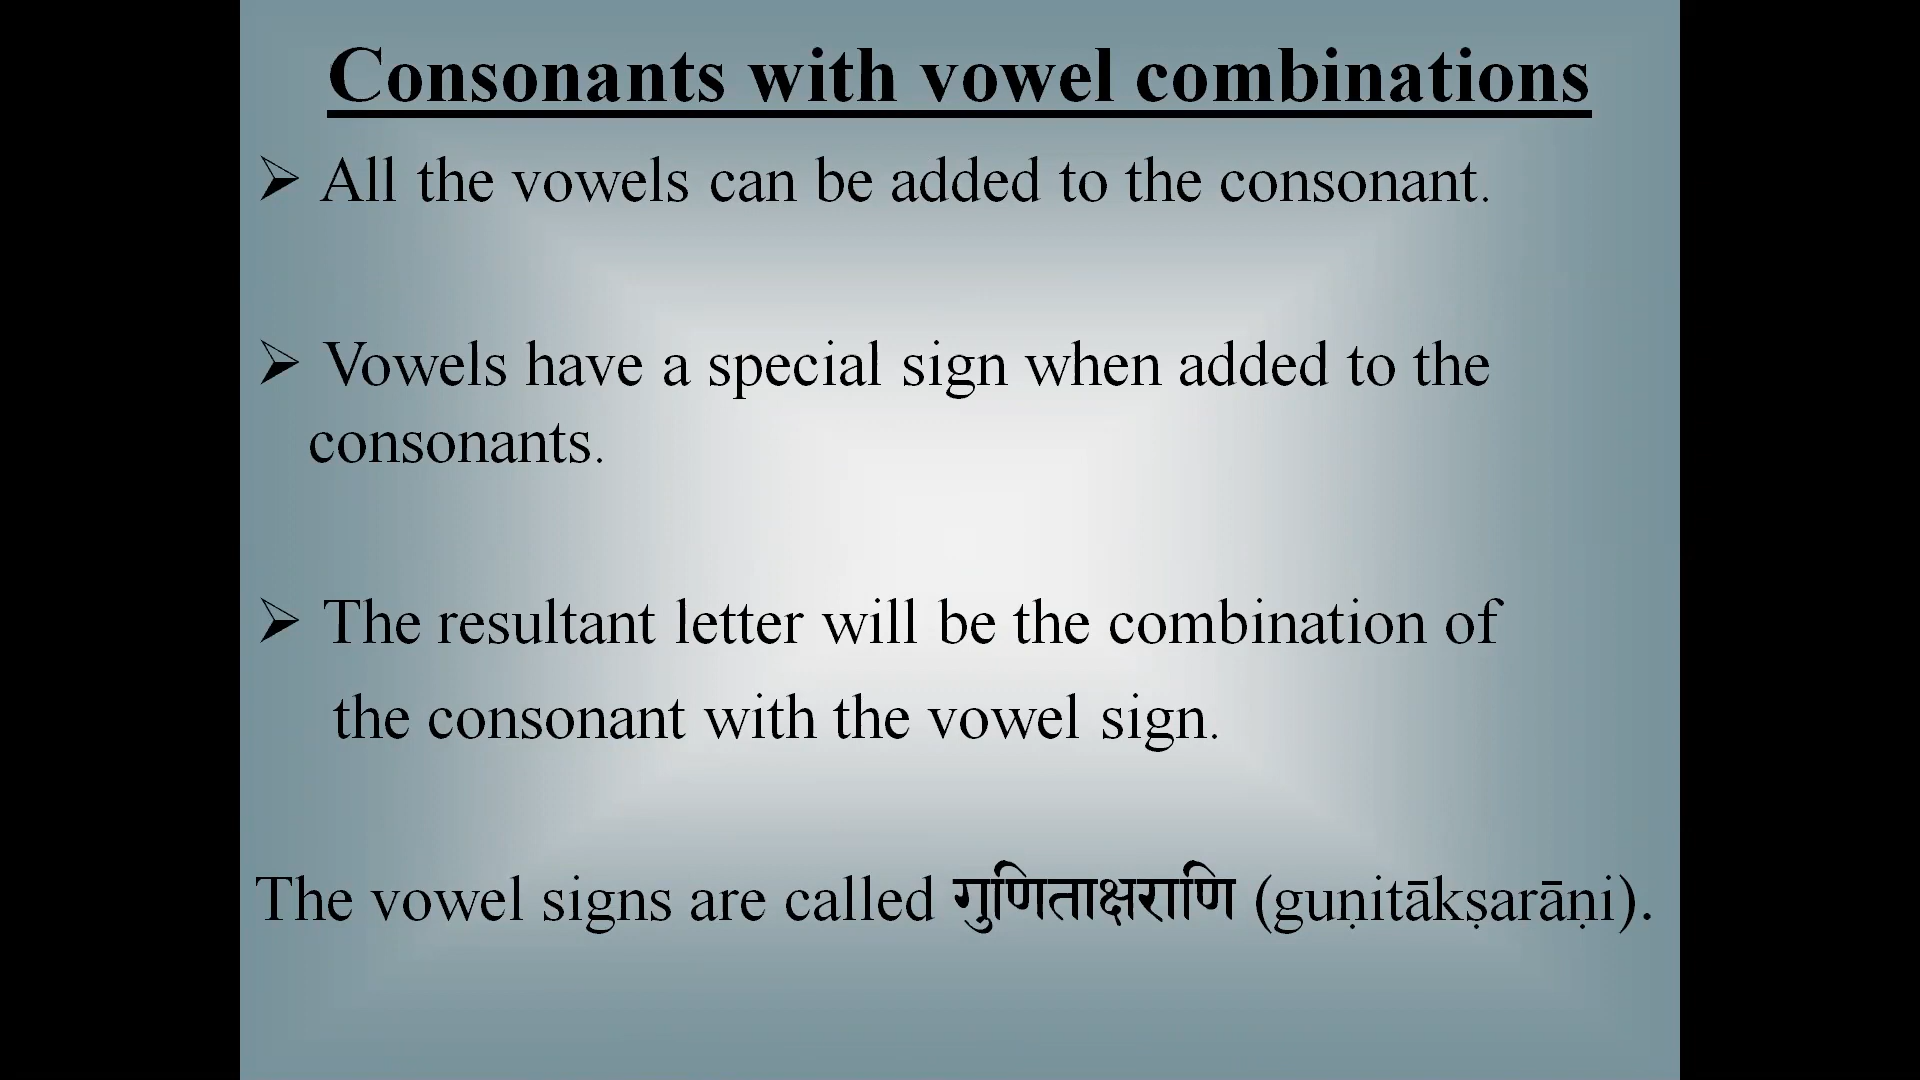 Consonants with vowel combinations
➢ All the vowels can be added to the consonant.
➢ Vowels have a special sign when added to the
consonants.
➢ The resultant letter will be the combination of
the consonant with the vowel sign.
The vowel signs are called गुणिताक्षराणि (guṇitākṣarāṇi).